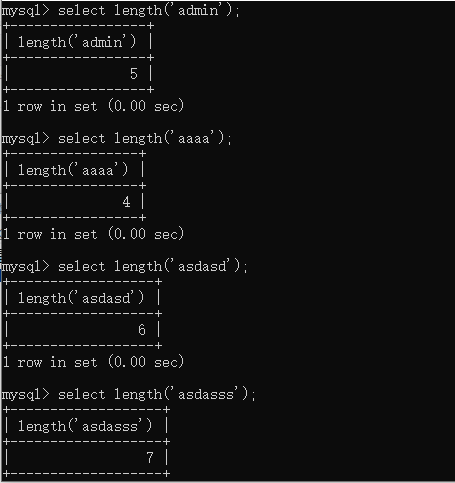 mysql> select length('admin');
+-----------------+
| length('admin') |
+-----------------+
|               5 |
+-----------------+
1 row in set (0.00 sec)
mysql> select length('aaaa');
+----------------+
| length('aaaa') |
+----------------+
|              4 |
+----------------+
1 row in set (0.00 sec)
mysql> select length('asdasd');
+------------------+
| length('asdasd') |
+------------------+
|                6 |
+------------------+
1 row in set (0.00 sec)
mysql> select length('asdasss');
+-------------------+
| length('asdasss') |
+-------------------+
|                 7 |
+-------------------+